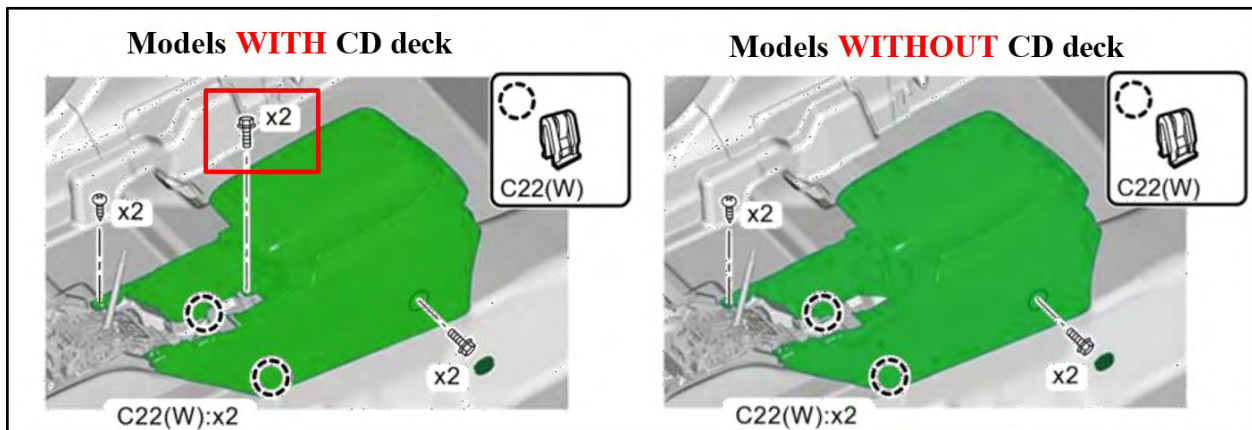 Models WITH CD deck
x2
C22(W)
x2
x2
C22(W):x2
Models WITHOUT CD deck
C22(W)
x2
x2
C22(W):x2